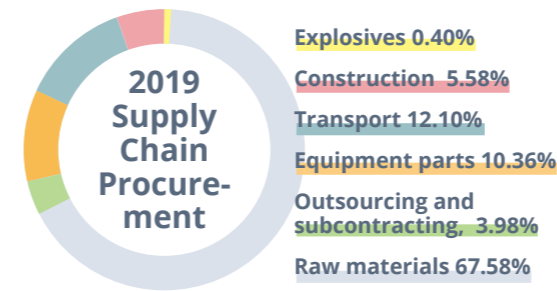 2019
Supply
Chain
Procure-
ment
Explosives 0.40%
Construction 5.58%
Transport 12.10%
Equipment parts 10.36%
Outsourcing and
subcontracting, 3.98%
Raw materials 67.58%